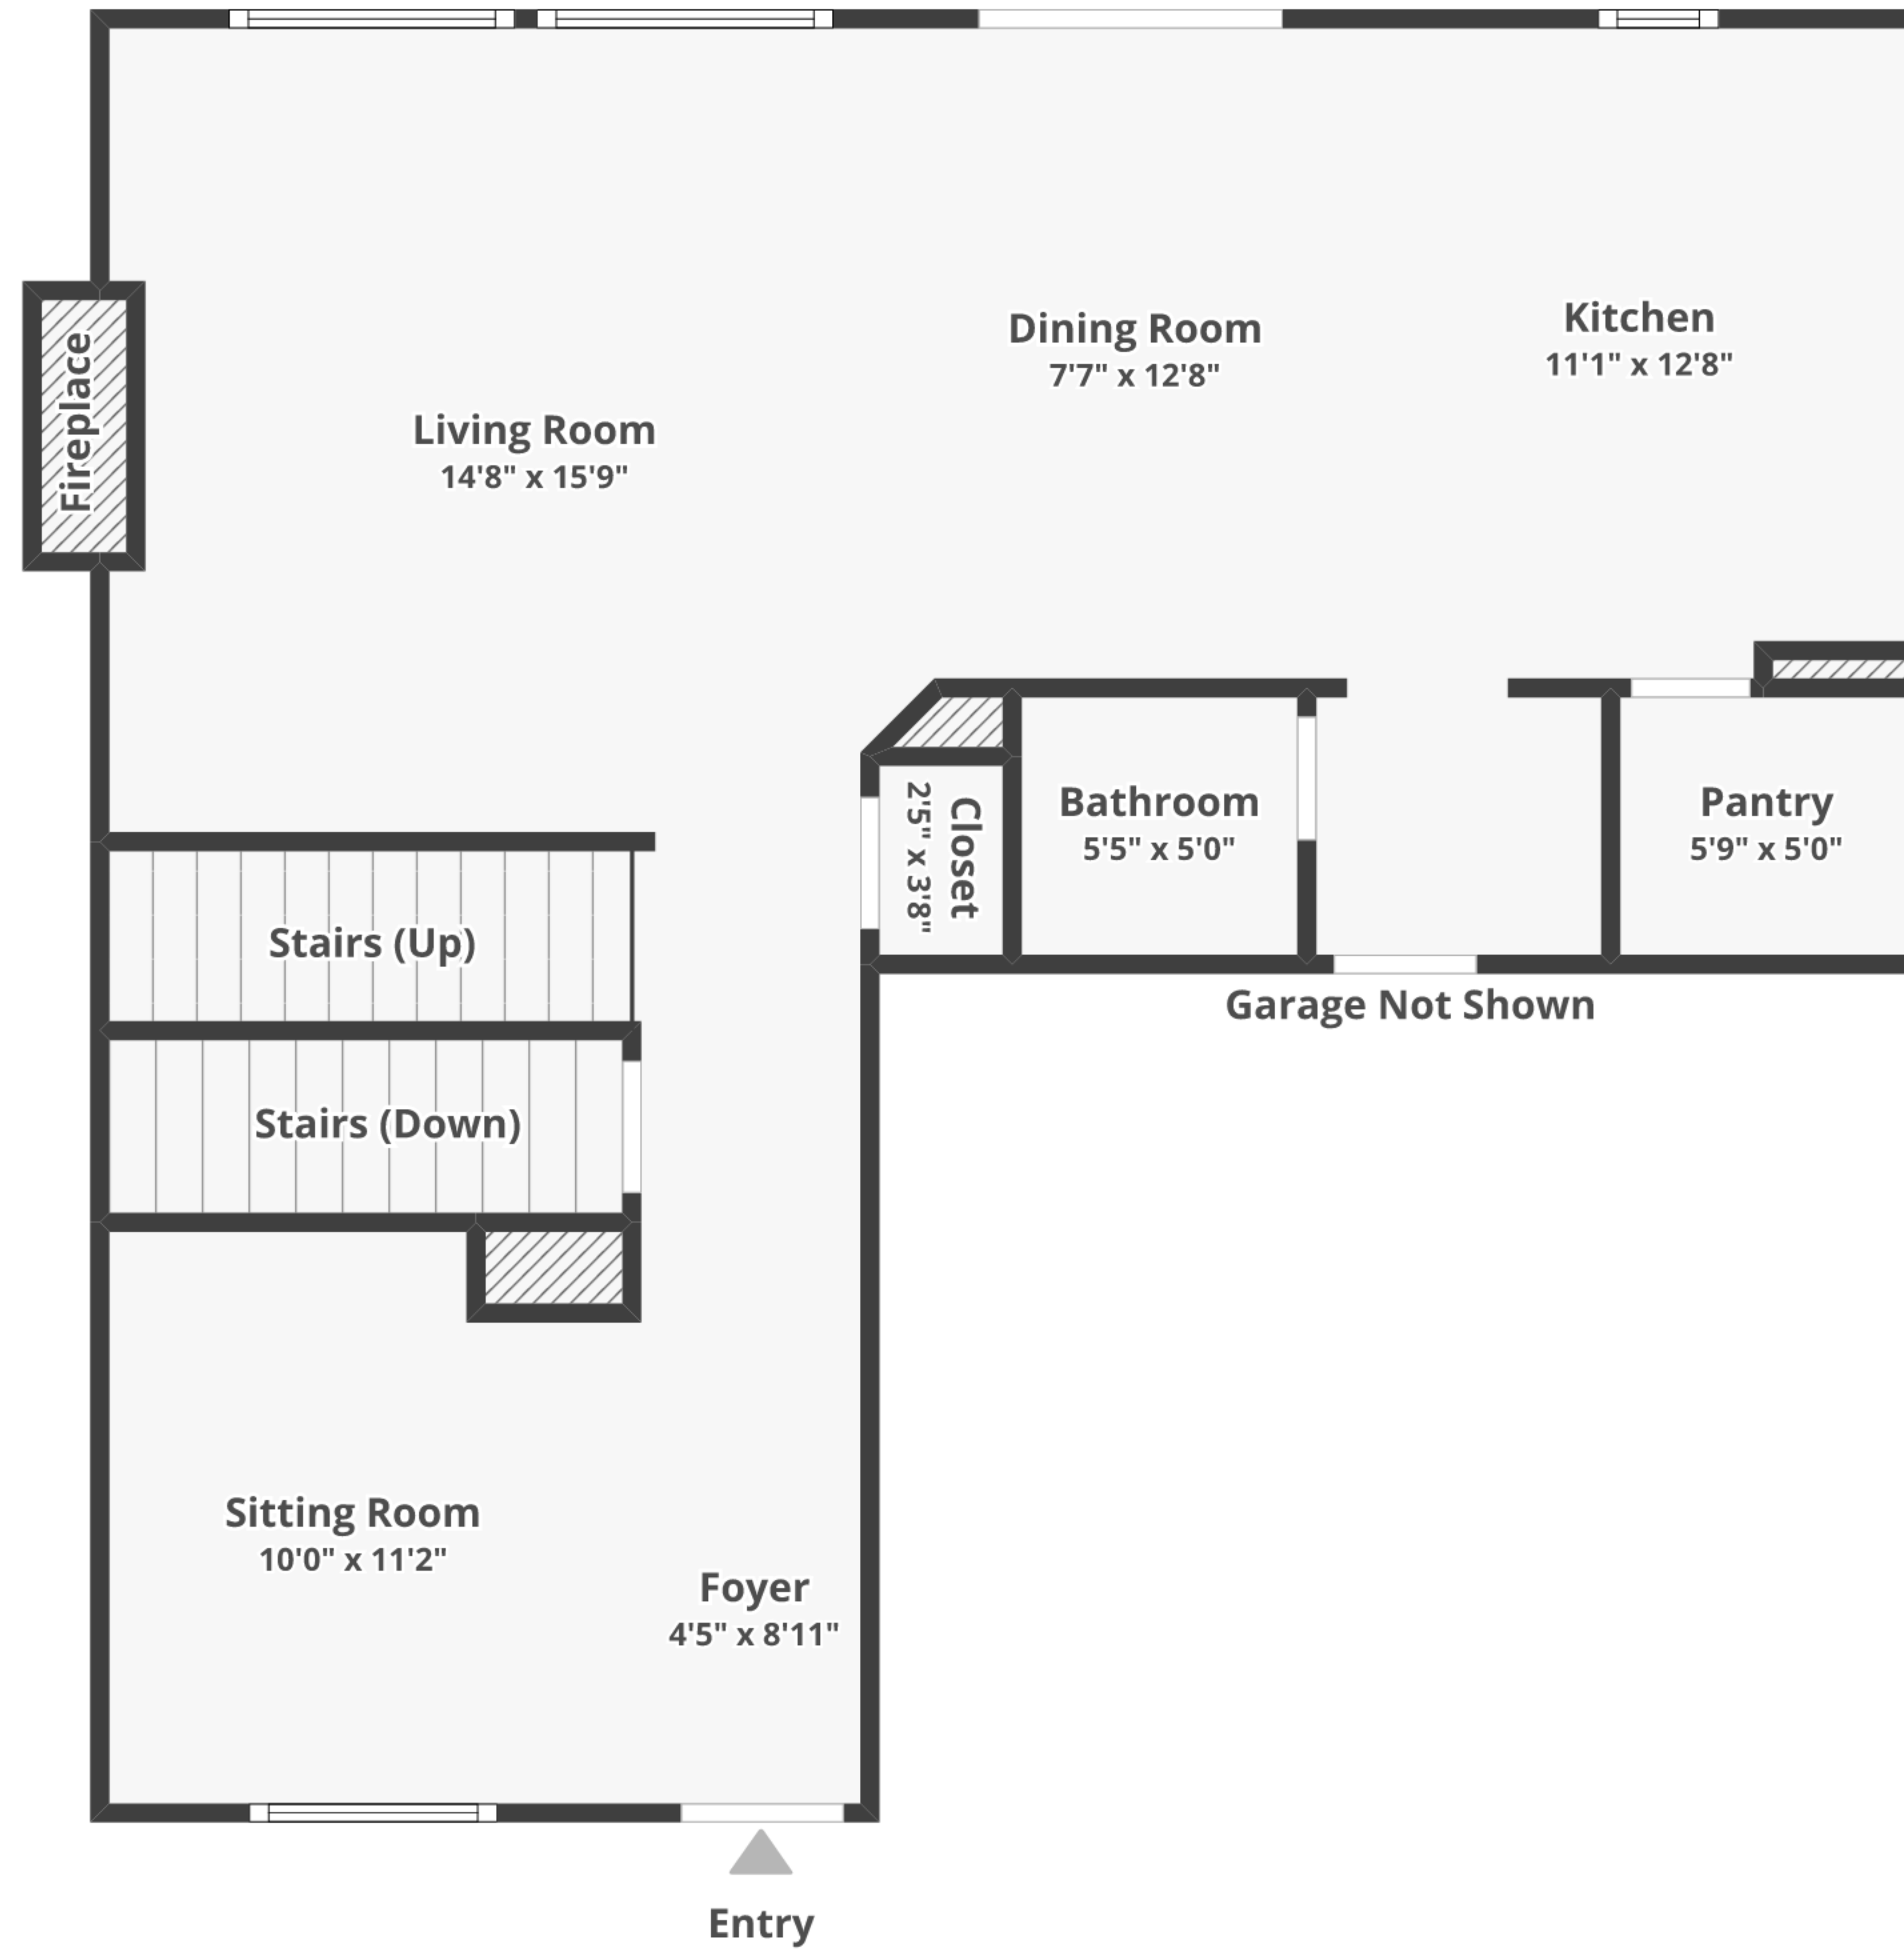 Dining Room
7'7" x 12'8"
Kitchen
11'1" x 12'8"
Fireplace
Living Room
14'8" x 15'9"
Closet
2'5" x 3'8"
Bathroom
5'5" x 5'0"
Pantry
5'9" x 5'0"
Stairs (Up)
Garage Not Shown
Stairs (Down)
Sitting Room
10'0" x 11'2"
Foyer
4'5" x 8'11"
Entry